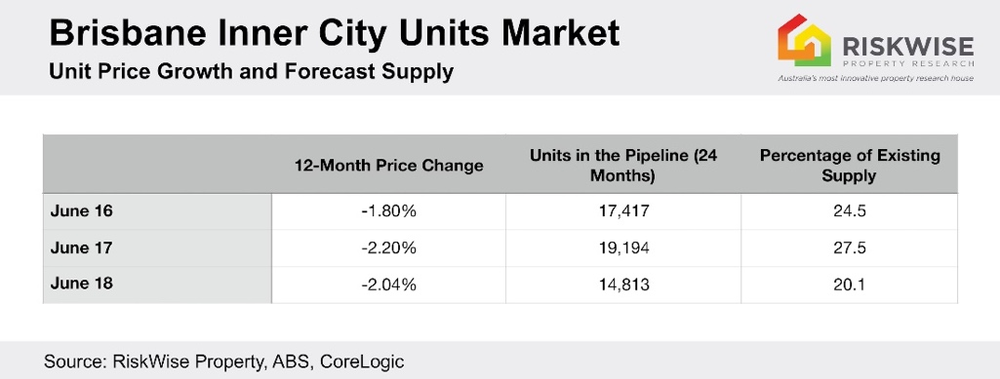 Brisbane Inner City Units Market
Unit Price Growth and Forecast Supply
RISKWISE
PROPERTY RESEARCH
Australia's most innovative property research house
12-Month Price Change
Units in the Pipeline (24
Months)
Percentage of Existing
Supply
June 16 -1.80% 17,417 24.5
June 17 -2.20% 19,194 27.5
June 18 -2.04% 14,813 20.1
Source: RiskWise Property, ABS, CoreLogic